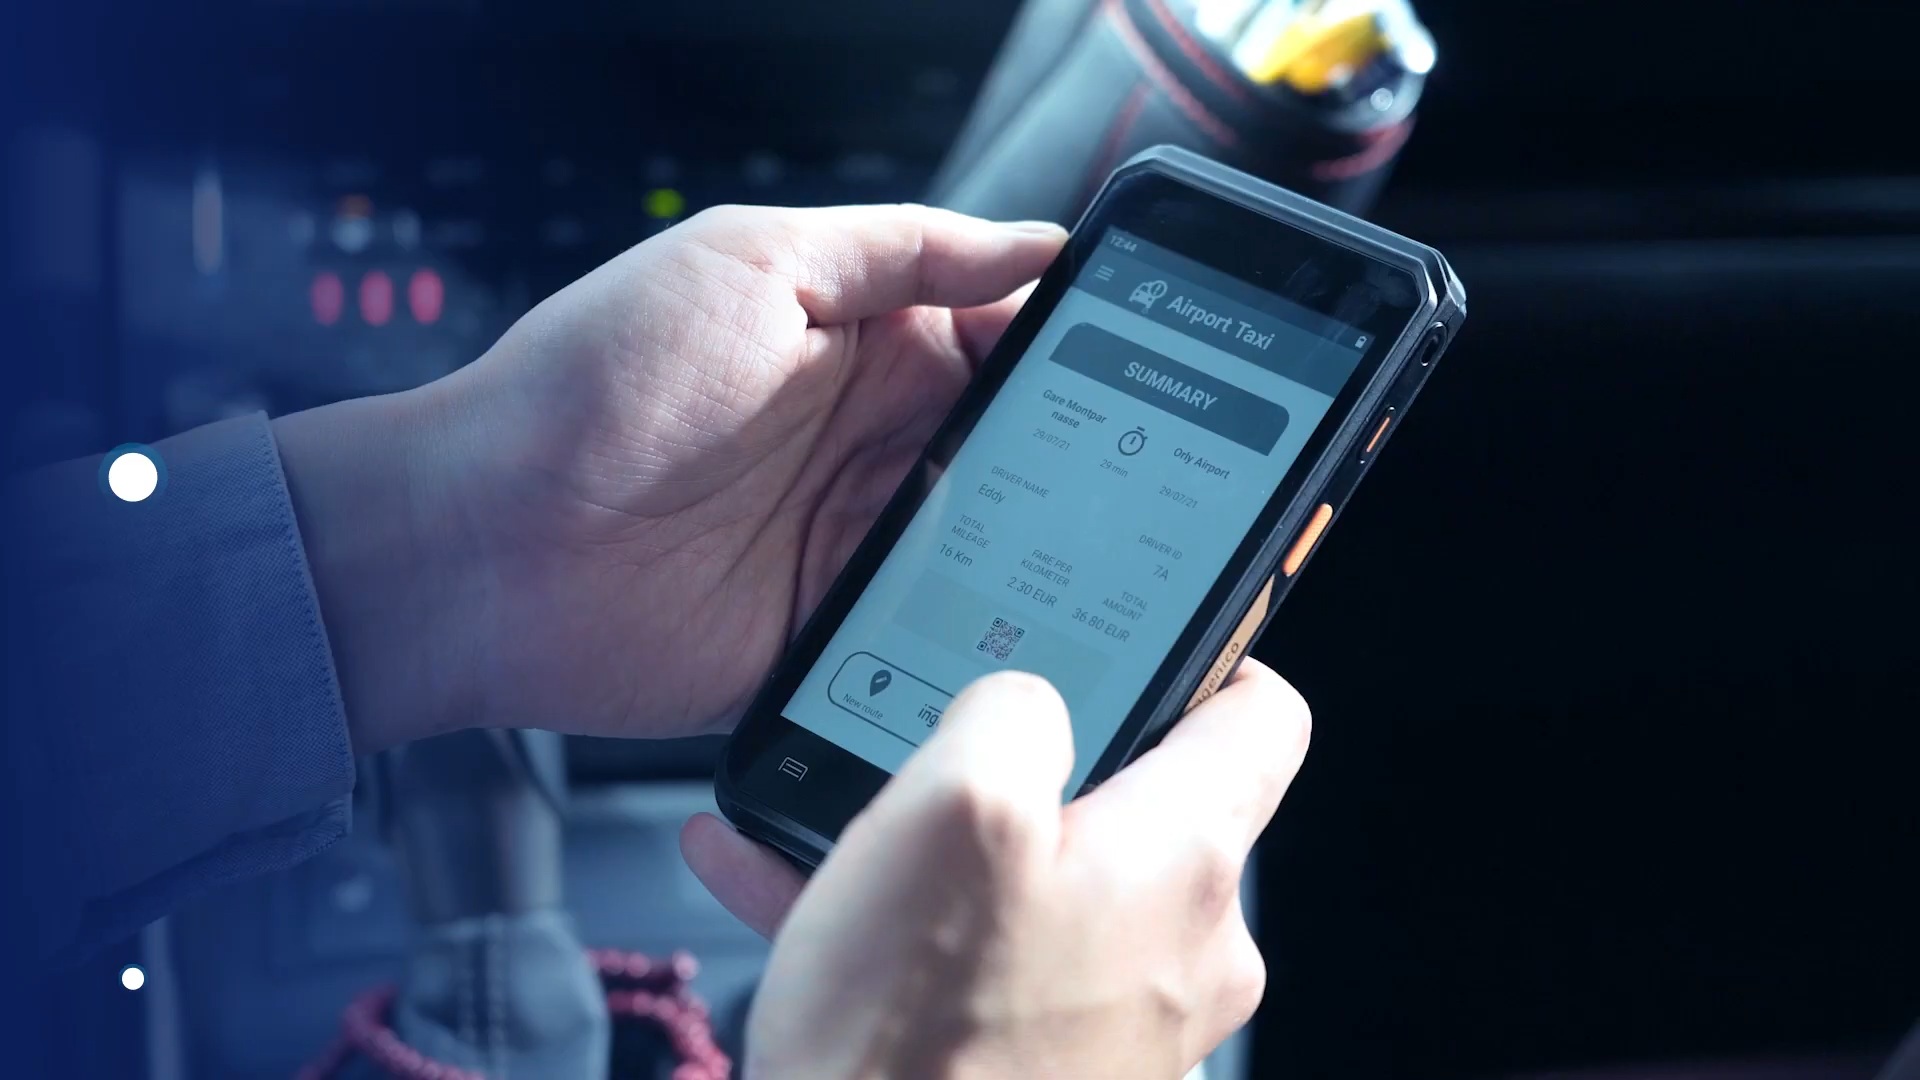 12:44
Airport Taxi
SUMMARY
Gare Montpar
nasse
29/07/21
29 min
Orly Airport
29/07/21
DRIVER NAME
Eddy
DRIVER ID
7A
TOTAL
MILEAGE
16 Km
FARE PER
KILOMETER
2.30 EUR
TOTAL
AMOUNT
36.80 EUR
New route
ing
ngenico